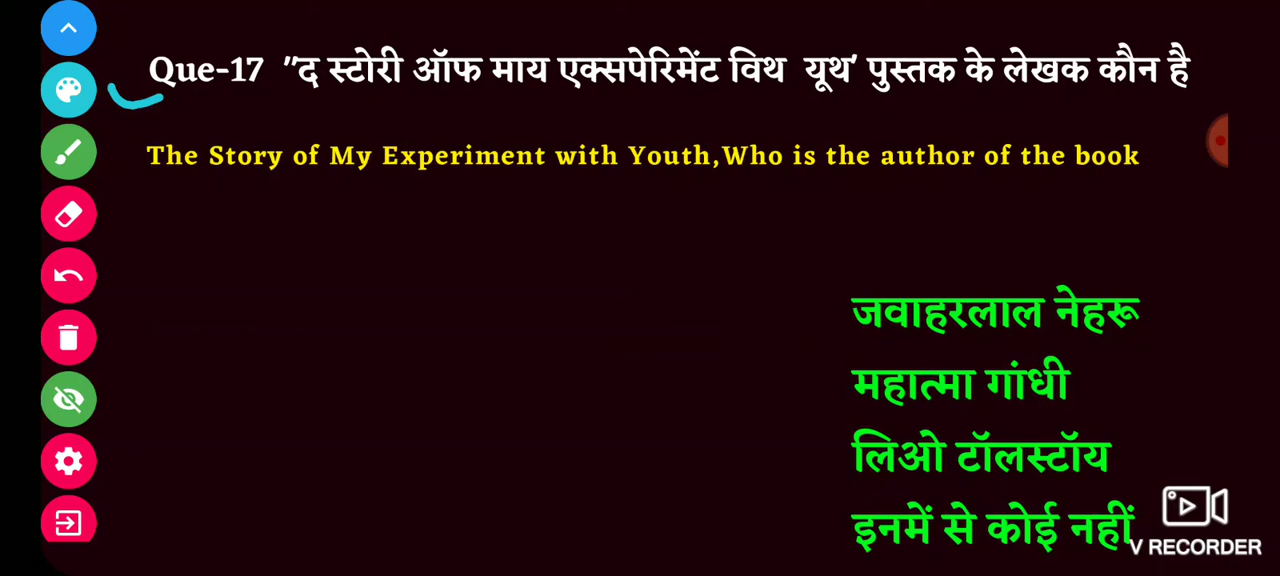 Que-17 "द स्टोरी ऑफ माय एक्सपेरिमेंट विथ यूथ' पुस्तक के लेखक कौन है
The Story of My Experiment with Youth,Who is the author of the book
जवाहरलाल नेहरू
महात्मा गांधी
लिओ टॉलस्टॉय
इनमें से कोई नहीं
V RECORDER